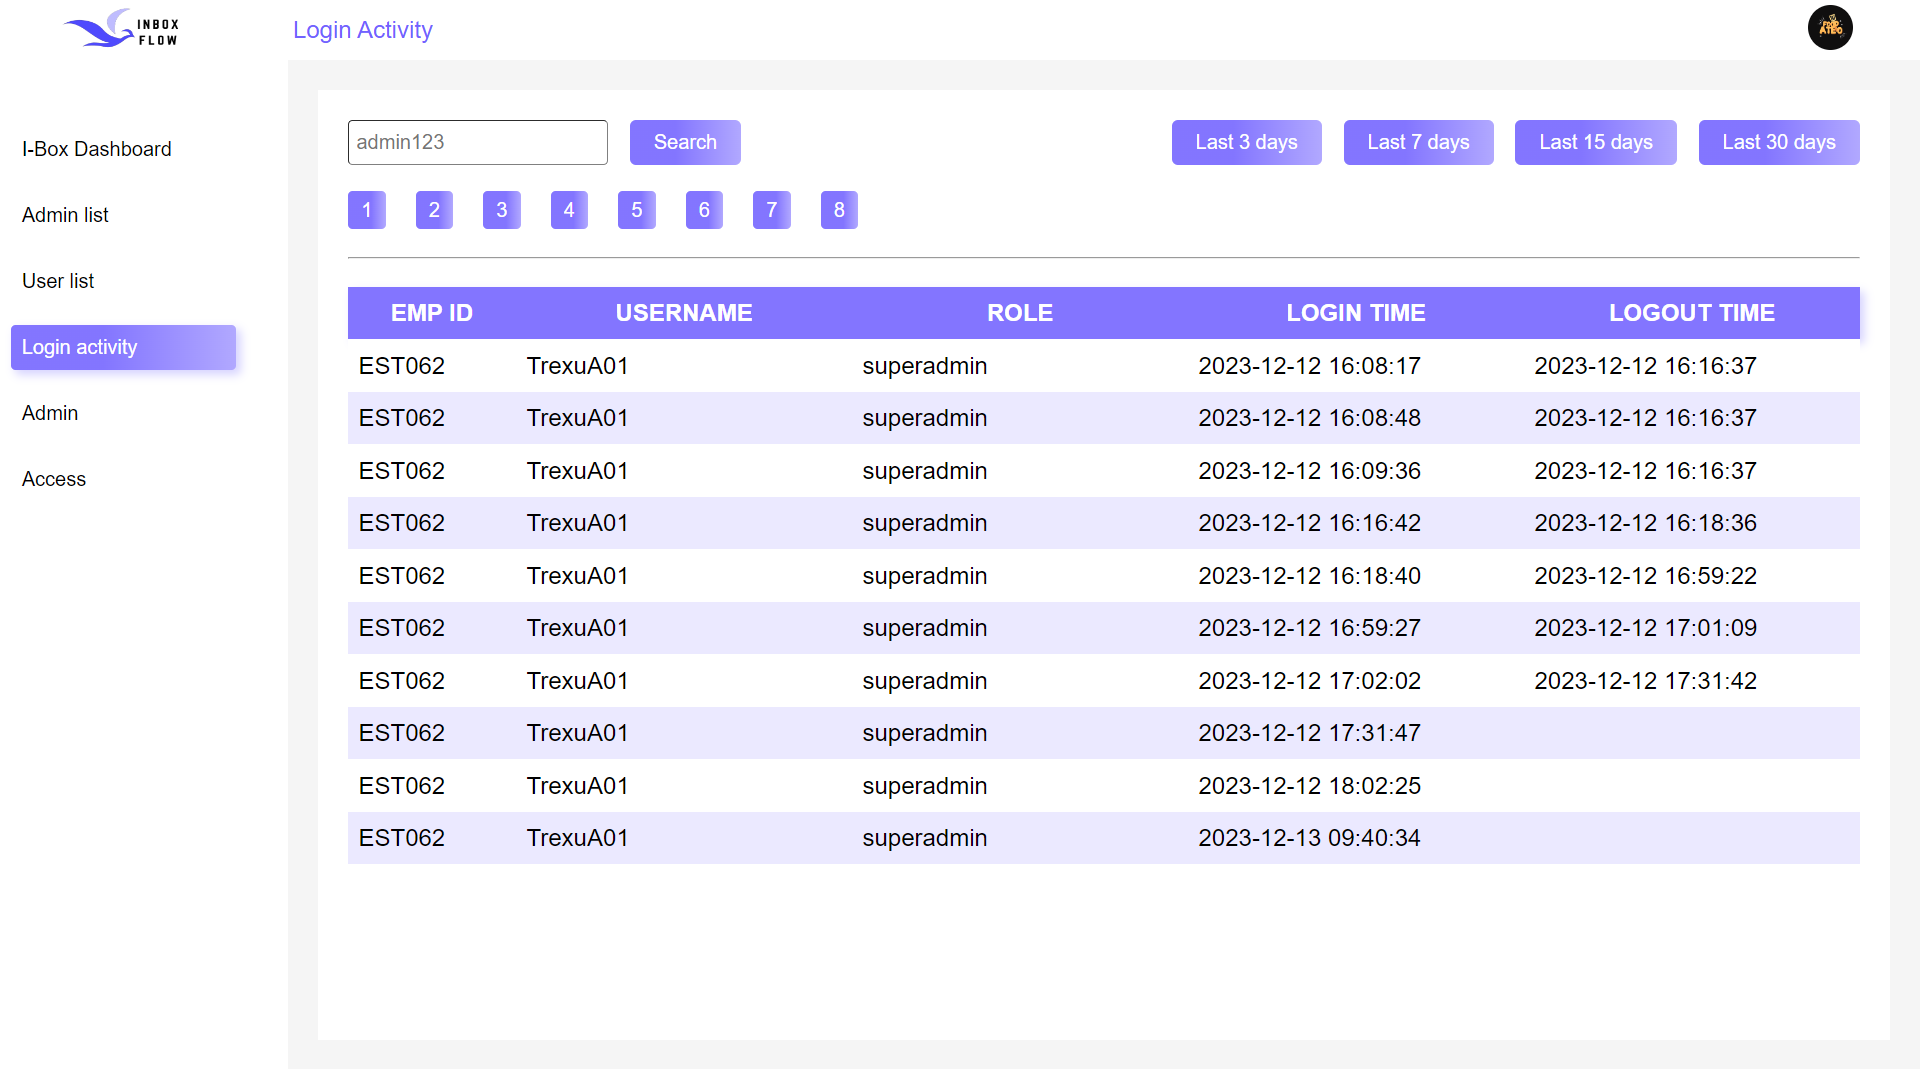 INBOX
FLOW
Login Activity
FOOD
ATEO
I-Box Dashboard
Admin list
User list
Login activity
Admin
Access
admin123 Search Last 3 days Last 7 days Last 15 days Last 30 days
1 2 3 4 5 6 7 8
EMP ID USERNAME ROLE LOGIN TIME LOGOUT TIME
EST062 TrexuA01 superadmin 2023-12-12 16:08:17 2023-12-12 16:16:37
EST062 TrexuA01 superadmin 2023-12-12 16:08:48 2023-12-12 16:16:37
EST062 TrexuA01 superadmin 2023-12-12 16:09:36 2023-12-12 16:16:37
EST062 TrexuA01 superadmin 2023-12-12 16:16:42 2023-12-12 16:18:36
EST062 TrexuA01 superadmin 2023-12-12 16:18:40 2023-12-12 16:59:22
EST062 TrexuA01 superadmin 2023-12-12 16:59:27 2023-12-12 17:01:09
EST062 TrexuA01 superadmin 2023-12-12 17:02:02 2023-12-12 17:31:42
EST062 TrexuA01 superadmin 2023-12-12 17:31:47
EST062 TrexuA01 superadmin 2023-12-12 18:02:25
EST062 TrexuA01 superadmin 2023-12-13 09:40:34